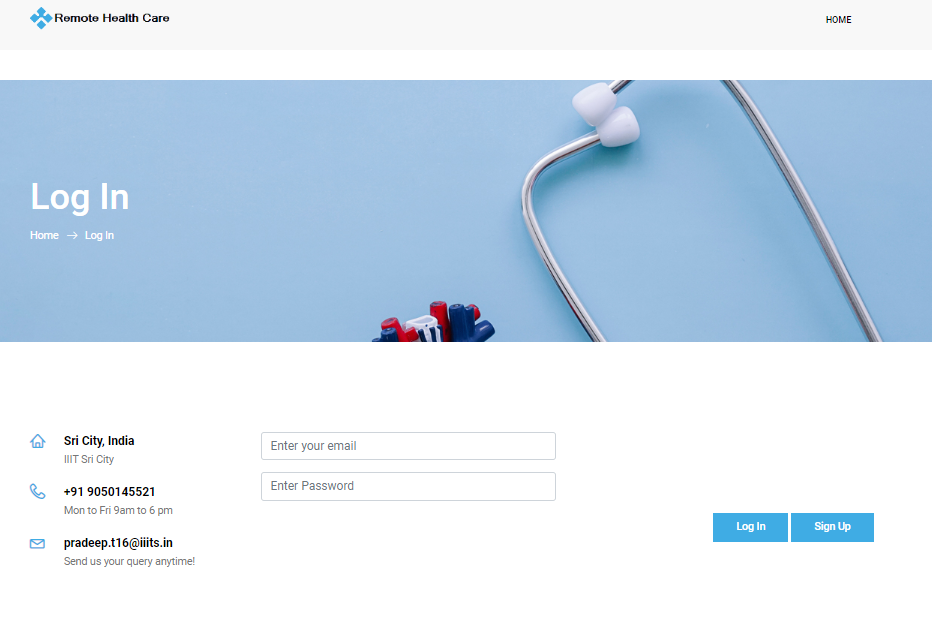 Remote Health Care
HOME
Log In
Home → Log In
Sri City, India
IIIT Sri City
+91 9050145521
Mon to Fri 9am to 6 pm
pradeep.t16@iiits.in
Send us your query anytime!
Enter your email
Enter Password
Log In
Sign Up